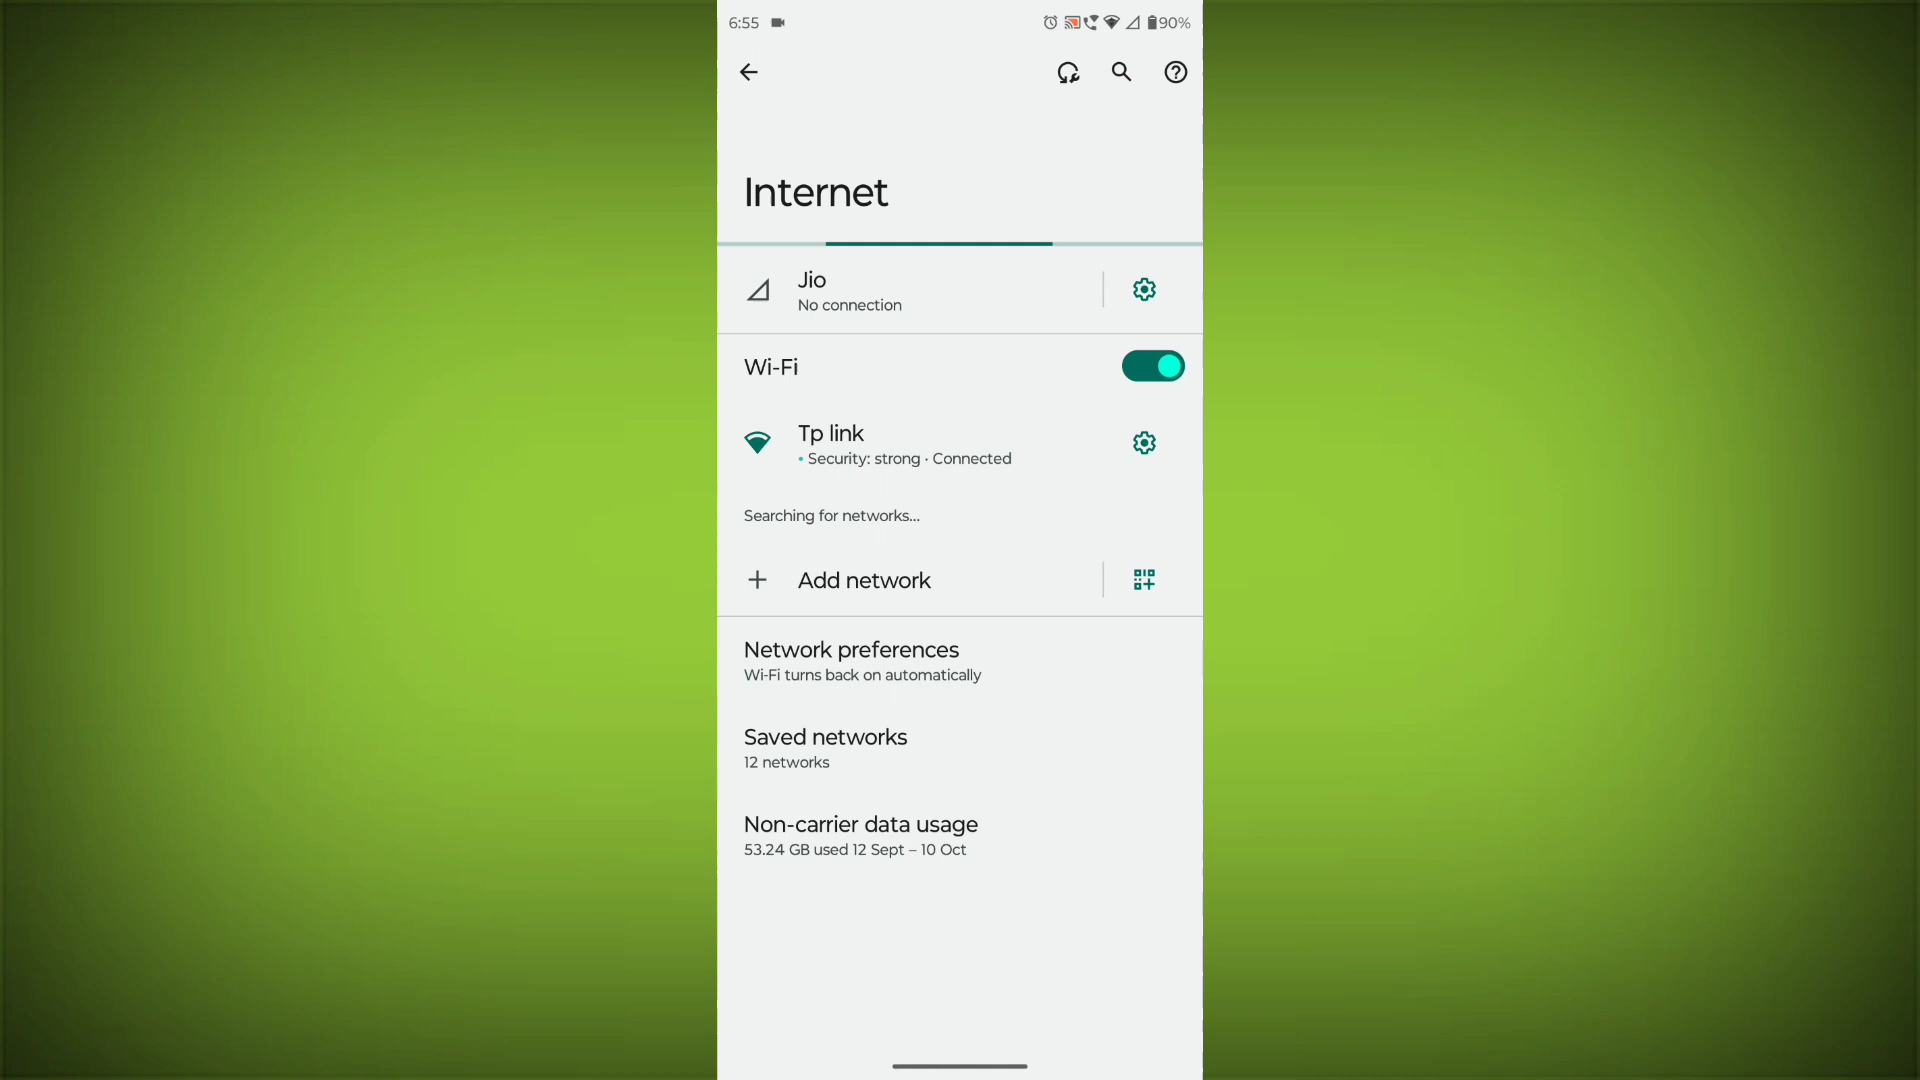 6:55
90%
Internet
Jio
No connection
Wi-Fi
Tp link
Security: strong · Connected
Searching for networks...
Add network
Network preferences
Wi-Fi turns back on automatically
Saved networks
12 networks
Non-carrier data usage
53.24 GB used 12 Sept – 10 Oct